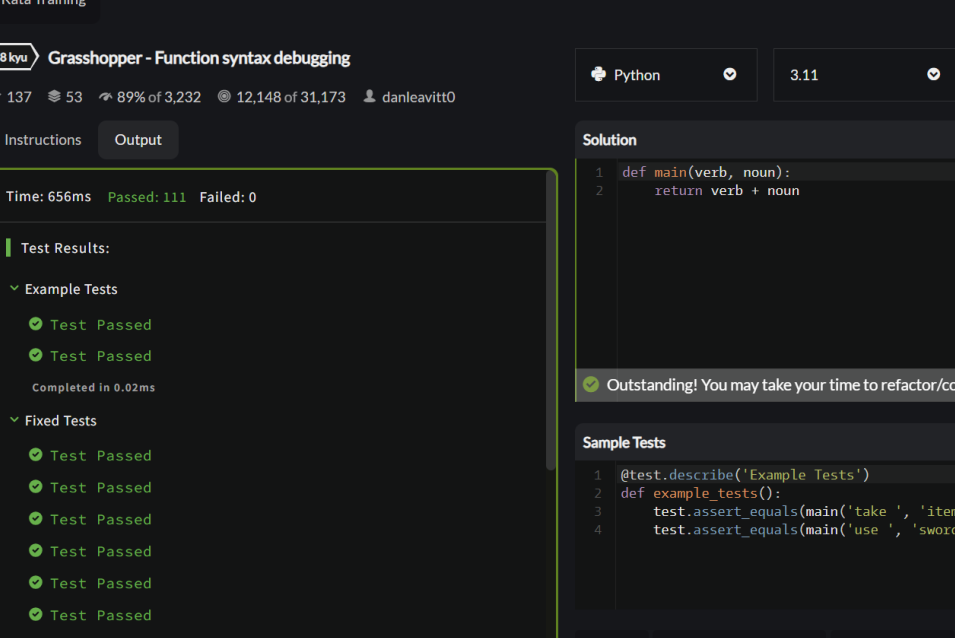 Kata Training
8 kyu
Grasshopper - Function syntax debugging
137 53 89% of 3,232 12,148 of 31,173 danleavitt0
Instructions Output
Time: 656ms Passed: 111 Failed: 0
Test Results:
Example Tests
Test Passed
Test Passed
Completed in 0.02ms
Fixed Tests
Test Passed
Test Passed
Test Passed
Test Passed
Test Passed
Test Passed
Python 3.11
Solution
1 def main(verb, noun):
2 return verb + noun
Outstanding! You may take your time to refactor/co
Sample Tests
1 @test.describe('Example Tests')
2 def example_tests():
3 test.assert_equals(main('take ', 'item
4 test.assert_equals(main('use ', 'sword